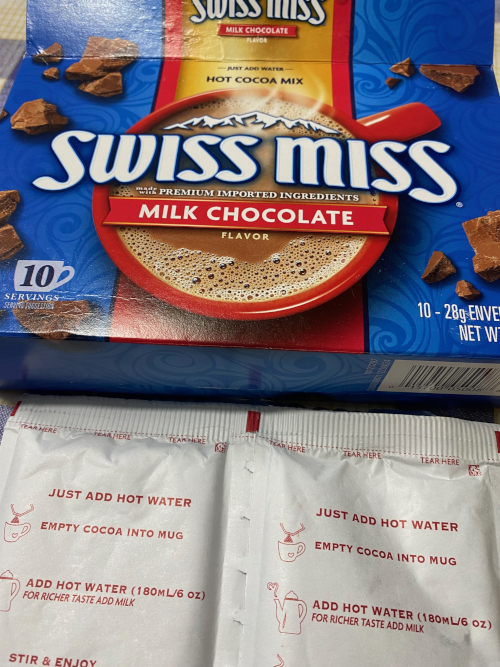 SWISS MISS
MILK CHOCOLATE
FLAVOR
JUST ADD WATER
HOT COCOA MIX
SWISS MISS
made with PREMIUM IMPORTED INGREDIENTS
MILK CHOCOLATE
FLAVOR
10
SERVINGS
SERVING SUGGESTION
10 - 28g ENVE
NET W
TEAR HERE TEAR HERE TEAR HERE TEAR HERE TEAR HERE TEAR HERE
JUST ADD HOT WATER
EMPTY COCOA INTO MUG
ADD HOT WATER (180mL/6 OZ)
FOR RICHER TASTE ADD MILK
STIR & ENJOY
JUST ADD HOT WATER
EMPTY COCOA INTO MUG
ADD HOT WATER (180mL/6 OZ)
FOR RICHER TASTE ADD MILK